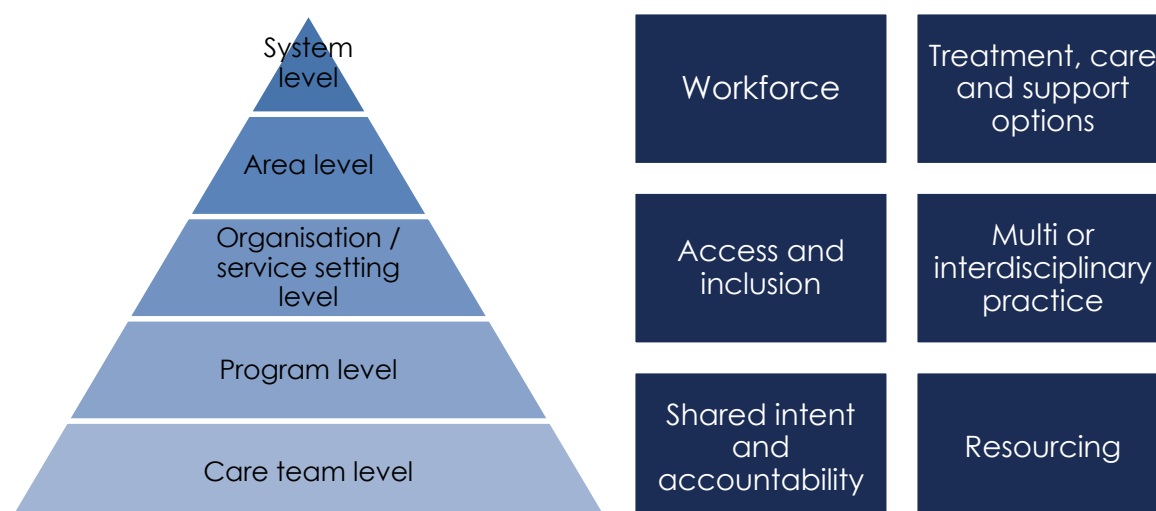 System
level
Area level
Organisation /
service setting
level
Program level
Care team level
Workforce
Treatment, care
and support
options
Access and
inclusion
Multi or
interdisciplinary
practice
Shared intent
and
accountability
Resourcing